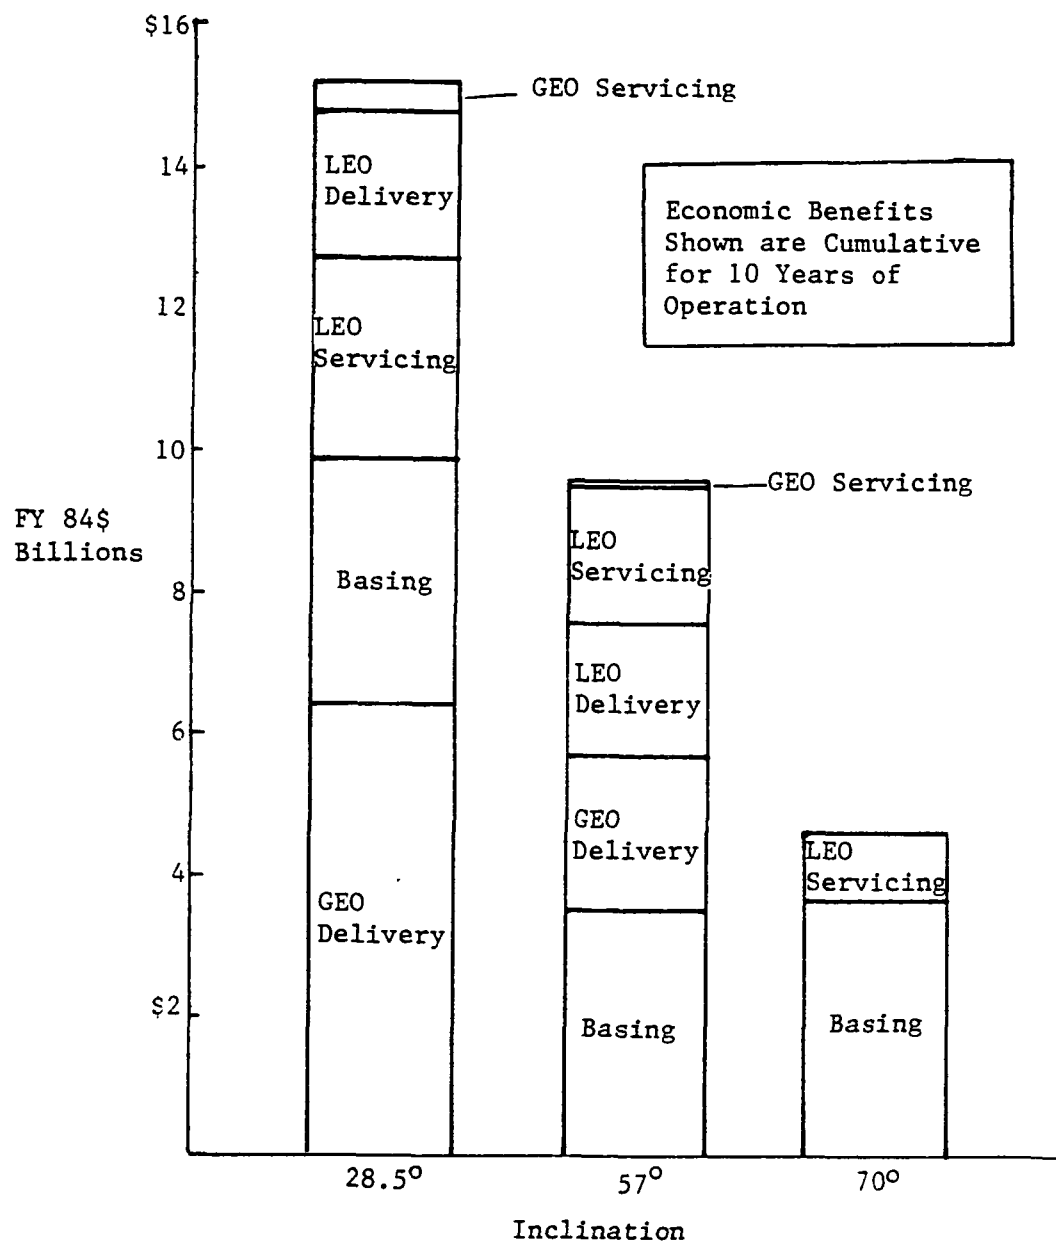 $16
14
12
10
8
6
4
$2
FY 84$
Billions
GEO Servicing
LEO
Delivery
LEO
Servicing
Basing
GEO
Delivery
Economic Benefits
Shown are Cumulative
for 10 Years of
Operation
GEO Servicing
LEO
Servicing
LEO
Delivery
GEO
Delivery
Basing
LEO
Servicing
Basing
28.5°
57°
70°
Inclination